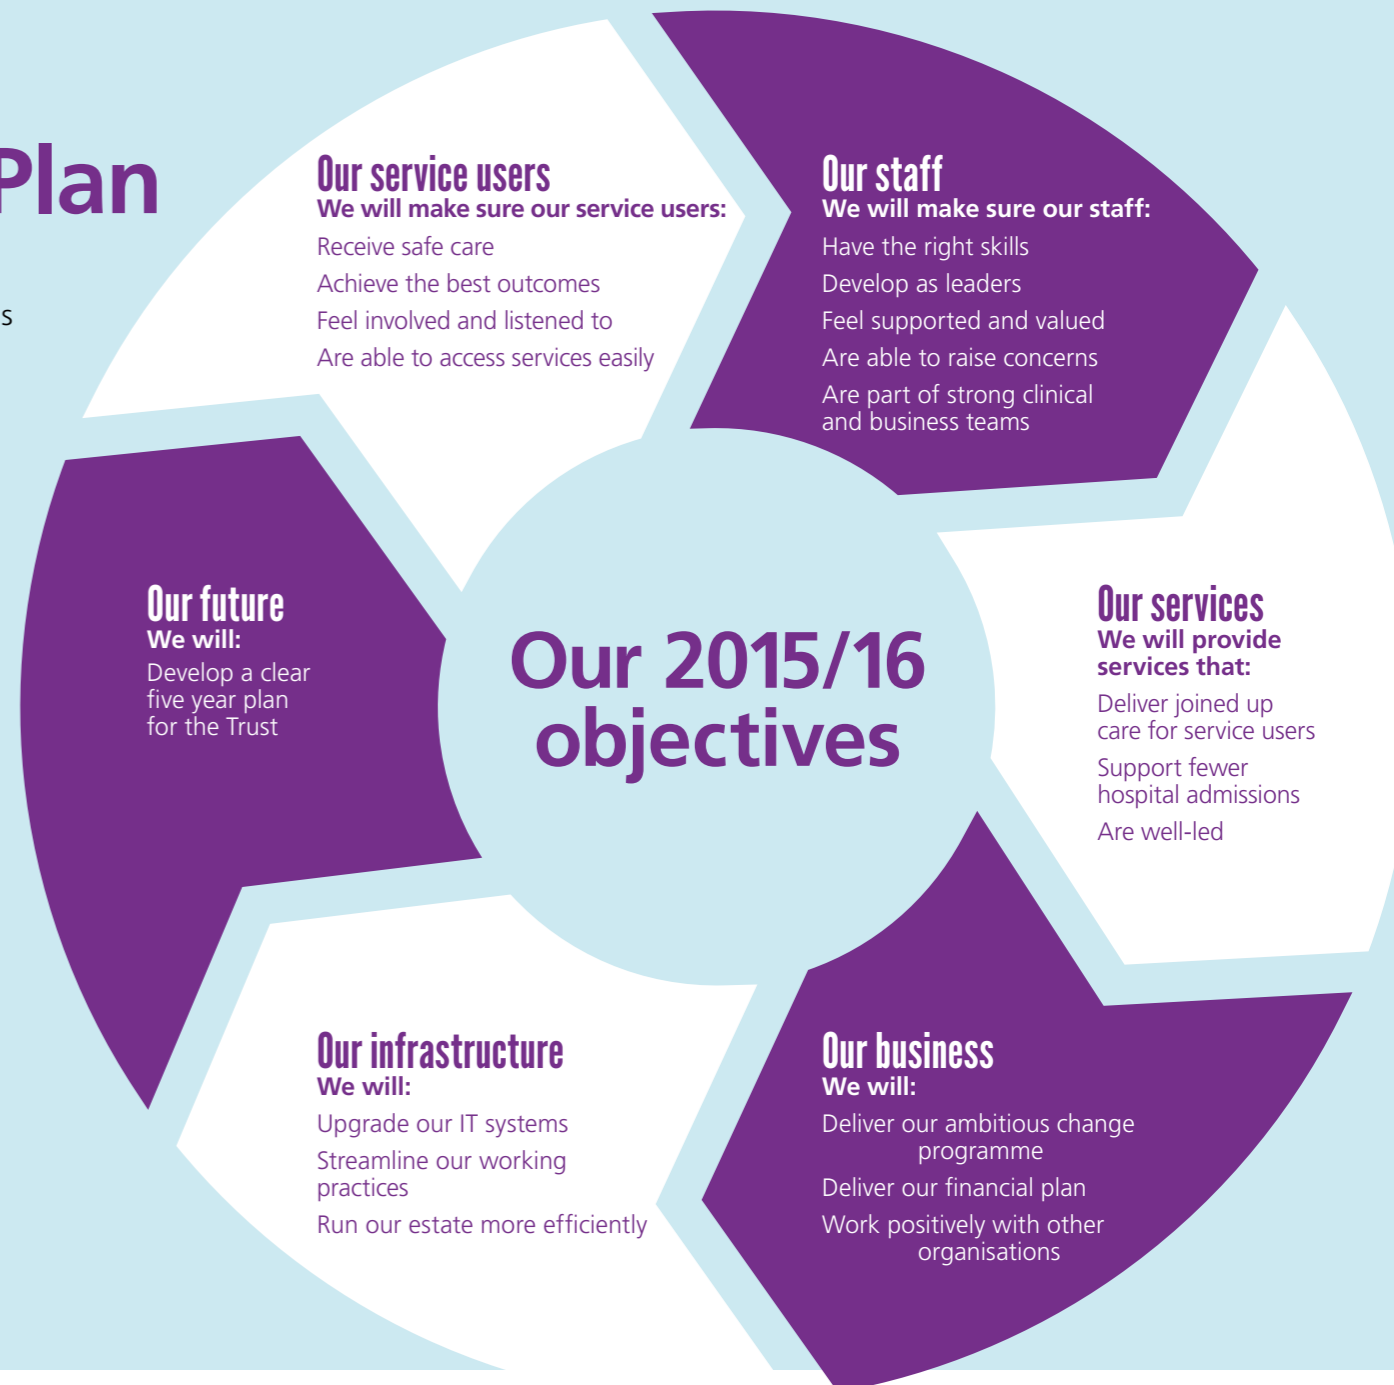 Plan
s
Our service users
We will make sure our service users:
Receive safe care
Achieve the best outcomes
Feel involved and listened to
Are able to access services easily
Our staff
We will make sure our staff:
Have the right skills
Develop as leaders
Feel supported and valued
Are able to raise concerns
Are part of strong clinical
and business teams
Our services
We will provide
services that:
Deliver joined up
care for service users
Support fewer
hospital admissions
Are well-led
Our business
We will:
Deliver our ambitious change
programme
Deliver our financial plan
Work positively with other
organisations
Our infrastructure
We will:
Upgrade our IT systems
Streamline our working
practices
Run our estate more efficiently
Our future
We will:
Develop a clear
five year plan
for the Trust
Our 2015/16
objectives